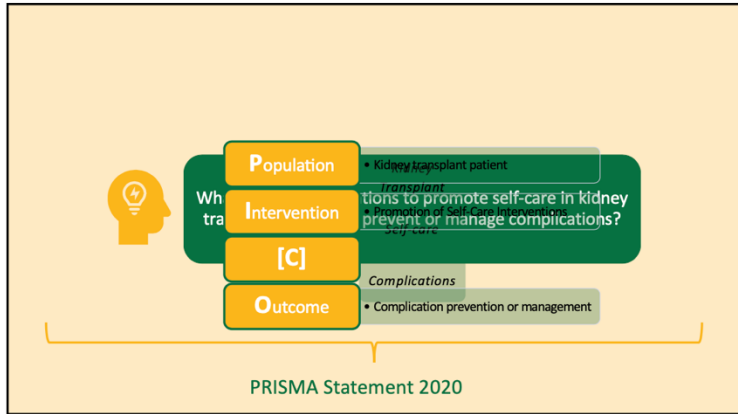 Population
• Kidney transplant patient
Kidney
Transplant
tions to promote self-care in kidney
Intervention
• Promotion of Self-Care Interventions
prevent or manage complications?
Self-care
[C]
Complications
Outcome
• Complication prevention or management
PRISMA Statement 2020